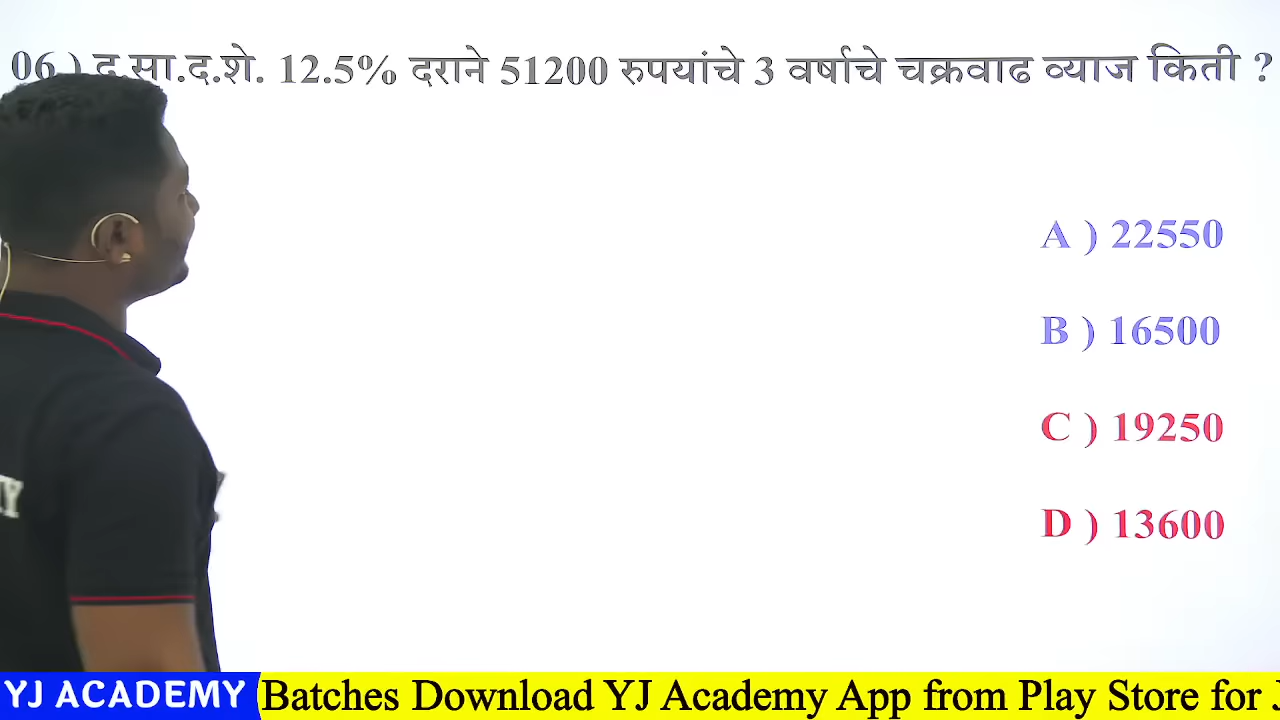 06 ) द.सा.द.शे. 12.5% दराने 51200 रुपयांचे 3 वर्षाचे चक्रवाढ व्याज किती ?
A ) 22550
B ) 16500
C ) 19250
D ) 13600
YJ ACADEMY Batches Download YJ Academy App from Play Store for